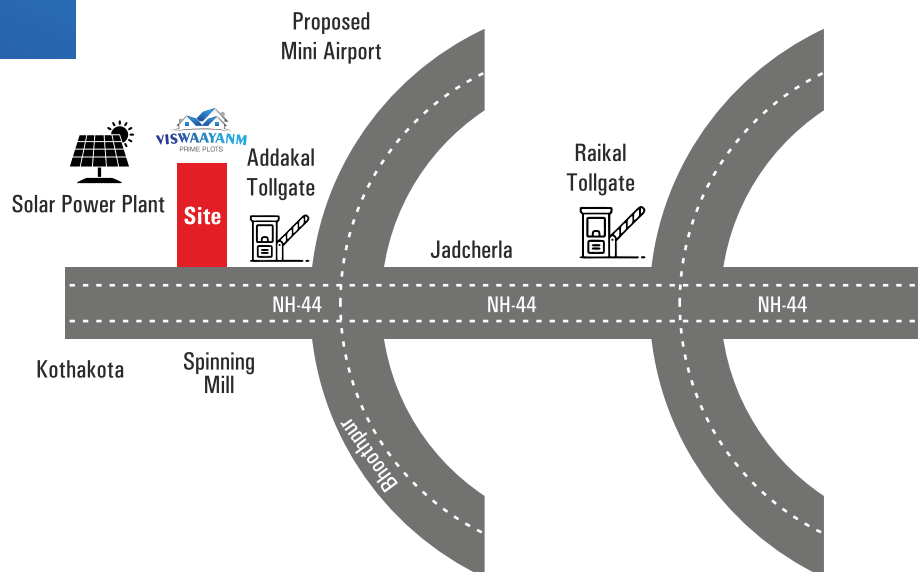 Proposed
Mini Airport
VISWAAYANM
PRIME PLOTS
Addakal
Tollgate
Raikal
Tollgate
Solar Power Plant
Site
Jadcherla
NH-44
NH-44
NH-44
Kothakota
Spinning
Mill
Bhoothpur